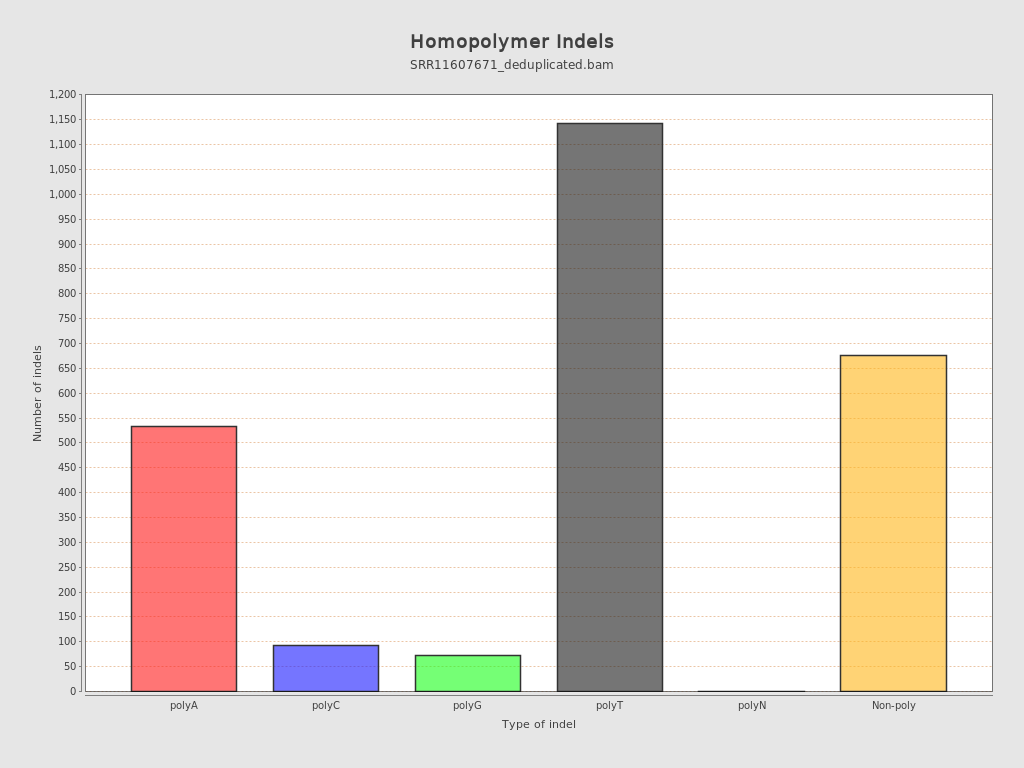 Homopolymer Indels
SRR11607671_deduplicated.bam
1,200
1,150
1,100
1,050
1,000
950
900
850
800
750
700
650
600
550
500
450
400
350
300
250
200
150
100
50
0
Number of indels
polyA
polyC
polyG
polyT
polyN
Non-poly
Type of indel